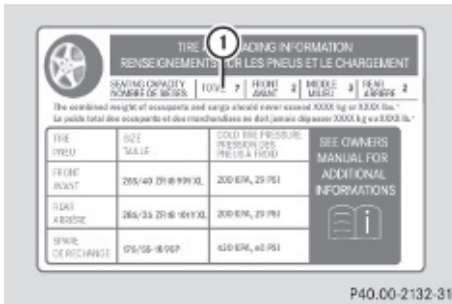 1
TIRE AND LOADING INFORMATION
RENSEIGNEMENTS SUR LES PNEUS ET LE CHARGEMENT
SEATING CAPACITY TOTAL 7 FRONT 2 MIDDLE 3 REAR 2
NOMBRE DE SIEGES AVANT MILIEU ARRIÈRE
The combined weight of occupants and cargo should never exceed XXXX kg or XXXX lbs.
Le poids total des occupants et des marchandises ne doit jamais dépasser XXXX kg ou XXXX lb.
TIRE SIZE COLD TIRE PRESSURE SEE OWNERS
PNEU TAILLE PRESSION DES MANUAL FOR
PNEUS A FROID ADDITIONAL
INFORMATIONS
FRONT
AVANT 200 KPA, 29 PSI
REAR
ARRIÈRE 200 KPA, 29 PSI
SPARE
DE RECHANGE 420 KPA, 60 PSI
i
P40.00-2132-31